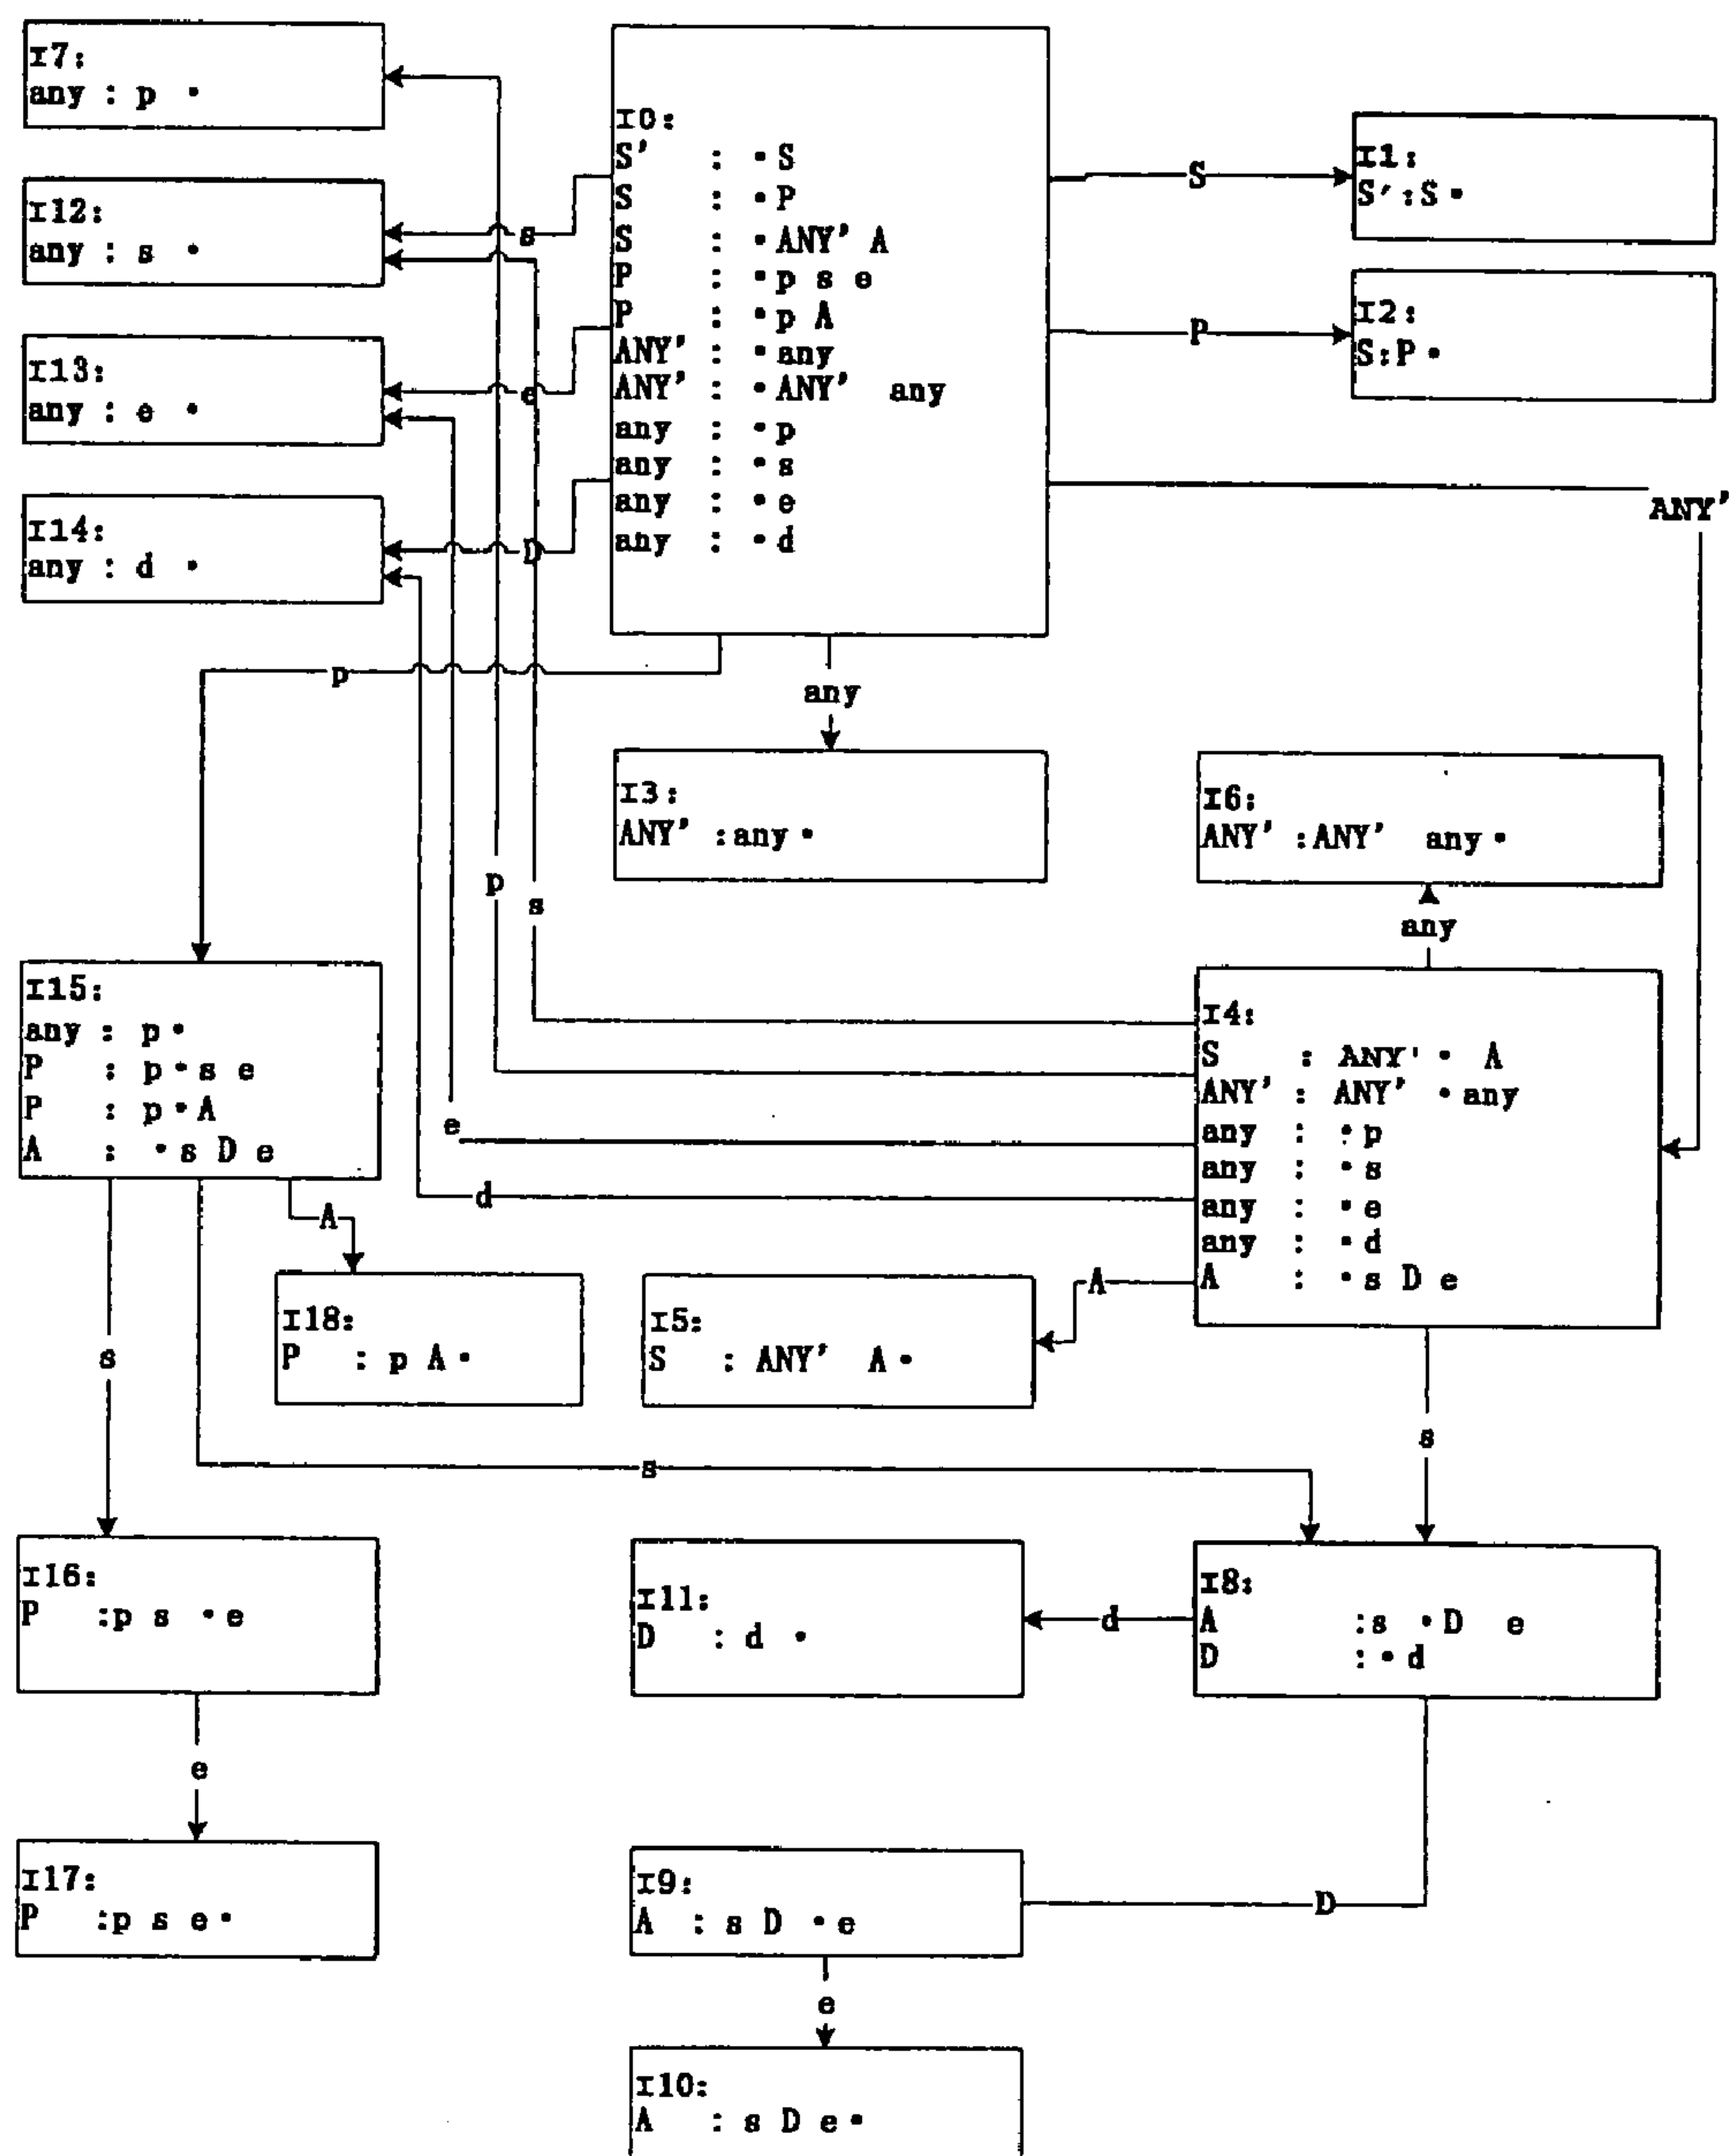 I7:
any : p •
I12:
any : s •
I13:
any : e •
I14:
any : d •
I0:
S' : •S
S : •P
S : •ANY' A
P : •p s e
P : •p A
ANY' : •any
ANY' : •ANY' any
any : •p
any : •s
any : •e
any : •d
I1:
S':S•
I2:
S:P•
S
P
ANY'
s
e
D
p
any
I3:
ANY' :any•
I6:
ANY' :ANY' any•
p
s
any
I15:
any : p•
P : p•s e
P : p•A
A : •s D e
I4:
S : ANY'• A
ANY' : ANY' •any
any : •p
any : •s
any : •e
any : •d
A : •s D e
e
d
A
A
I18:
P : p A•
I5:
S : ANY' A•
s
s
s
I16:
P :p s •e
I11:
D : d •
d
I8:
A :s •D e
D :•d
e
I17:
P :p s e•
I9:
A : s D •e
D
e
I10:
A : s D e•